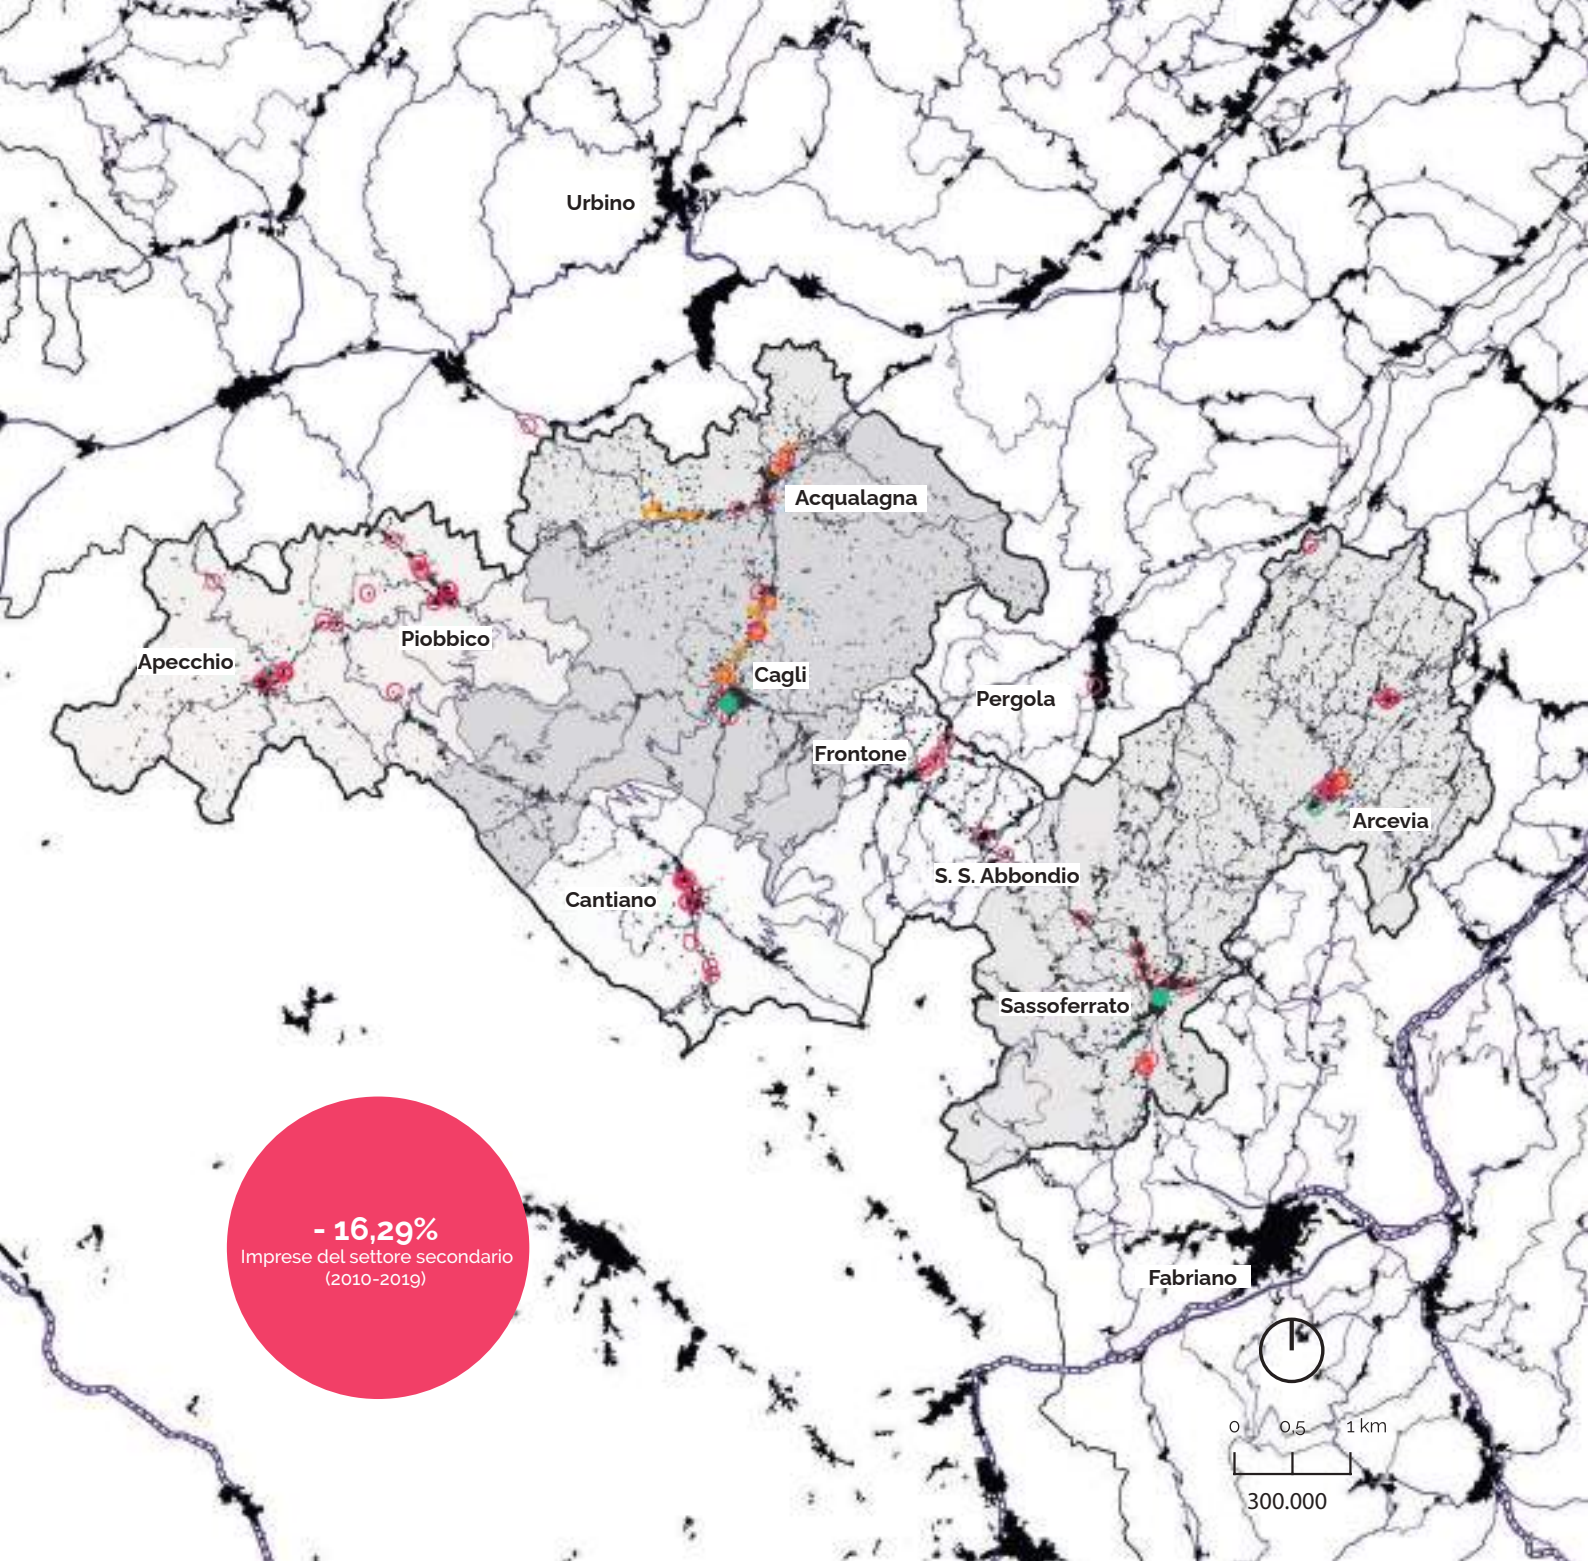 Urbino
Acqualagna
Piobbico
Apecchio
Cagli
Pergola
Frontone
Arcevia
S. S. Abbondio
Cantiano
Sassoferrato
- 16,29%
Imprese del settore secondario
(2010-2019)
Fabriano
0 0,5 1 km
300.000